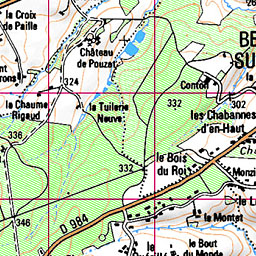 la Croix
de Paille
BE
SU
Château
de Pouzat
Conton
324
la Chaume
Rigaud
la Tuilerie
Neuve
332
302
les Chabannes
d'en-Haut
336
le Bois
du Roi
332
Monzi
D 984
346
le Montet
le Bout
du Monde